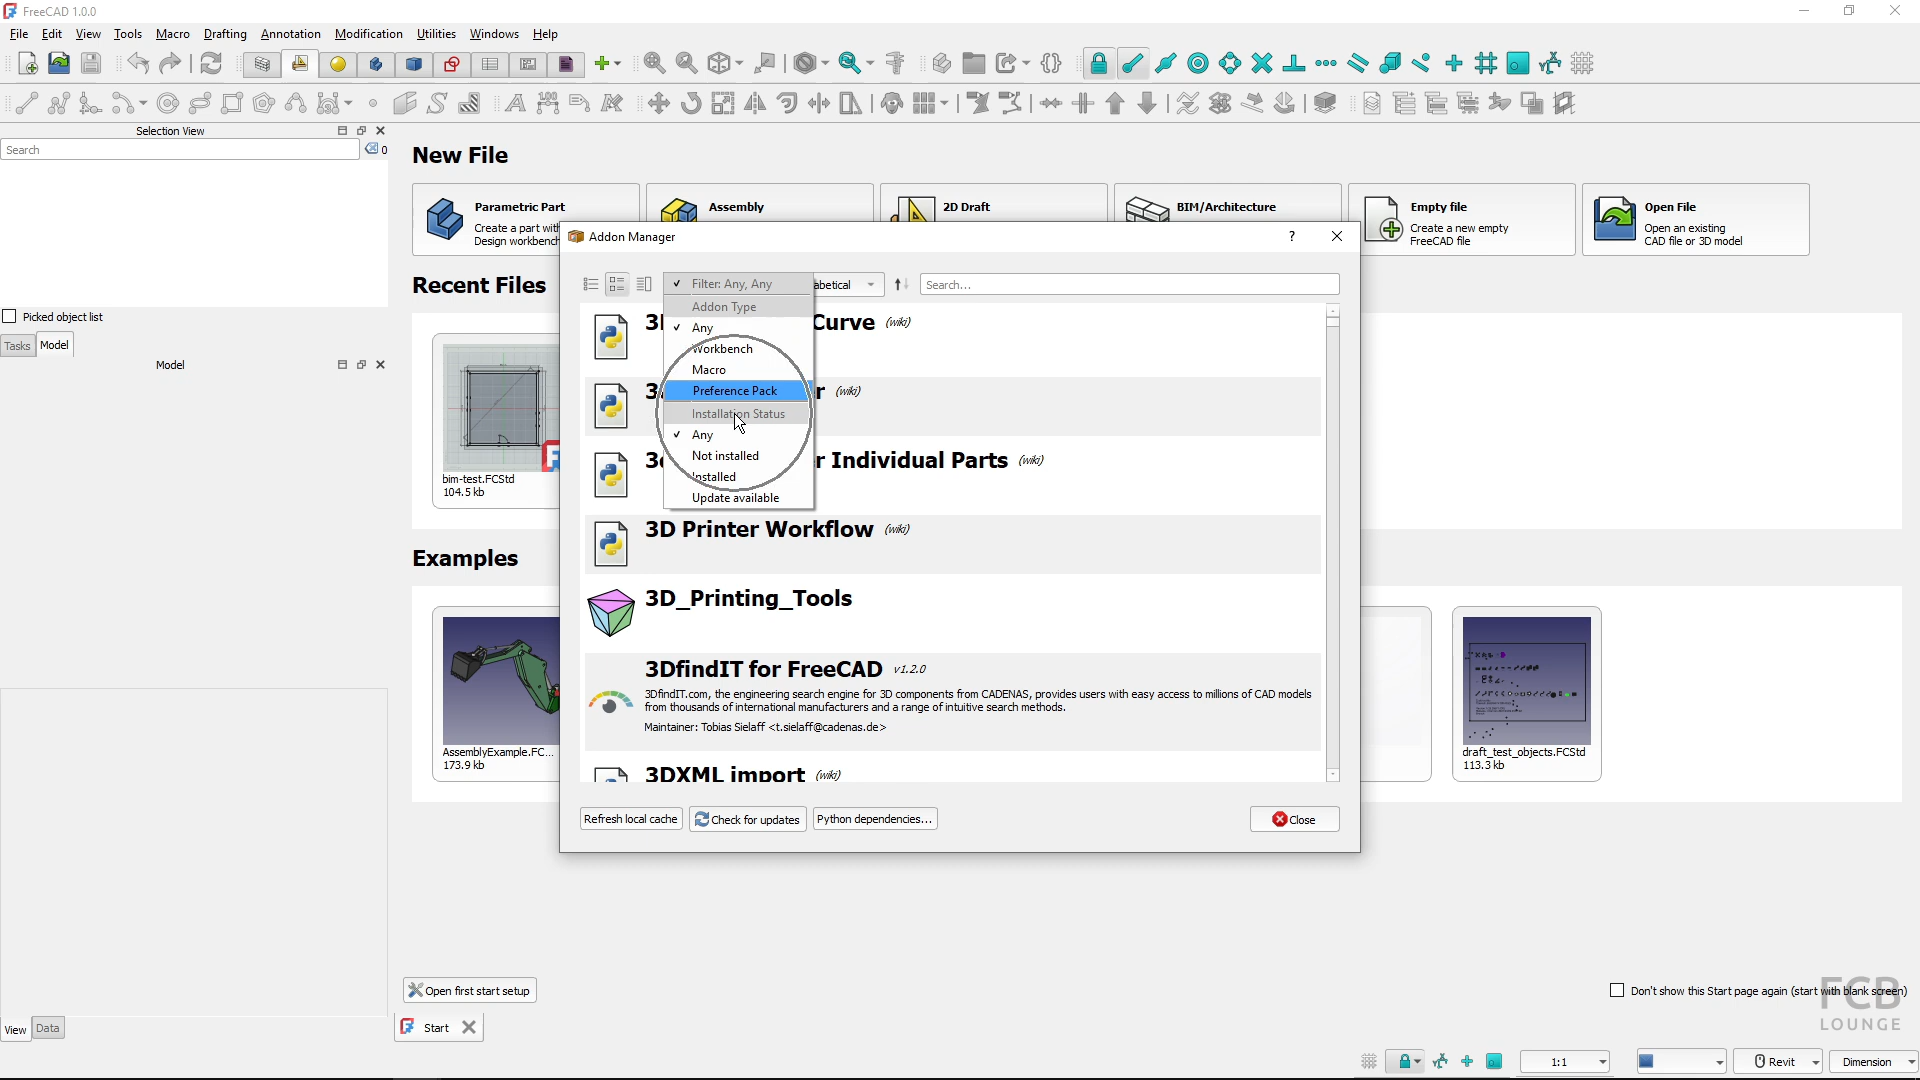 FreeCAD 1.0.0
File Edit View Tools Macro Drafting Annotation Modification Utilities Windows Help
Selection View
Search
0
Picked object list
Tasks
Model
Model
View
Data
New File
Parametric Part
Create a part wit
Design workbench
Assembly
2D Draft
BIM/Architecture
Empty file
Create a new empty
FreeCAD file
Open File
Open an existing
CAD file or 3D model
Recent Files
bim-test.FCStd
104.5 kb
Examples
AssemblyExample.FC...
173.9 kb
draft_test_objects.FCStd
113.3 kb
Addon Manager
?
Filter: Any, Any
abetical
Search...
Addon Type
Any
Workbench
Macro
Preference Pack
Installation Status
Any
Not installed
Installed
Update available
Curve (wiki)
r (wiki)
r Individual Parts (wiki)
3D Printer Workflow (wiki)
3D_Printing_Tools
3DfindIT for FreeCAD v1.2.0
3DfindIT.com, the engineering search engine for 3D components from CADENAS, provides users with easy access to millions of CAD models
from thousands of international manufacturers and a range of intuitive search methods.
Maintainer: Tobias Sielaff <t.sielaff@cadenas.de>
3DXML import (wiki)
Refresh local cache
Check for updates
Python dependencies...
Close
Open first start setup
Don't show this Start page again (start with blank screen)
FCB
LOUNGE
Start
1:1
Revit
Dimension